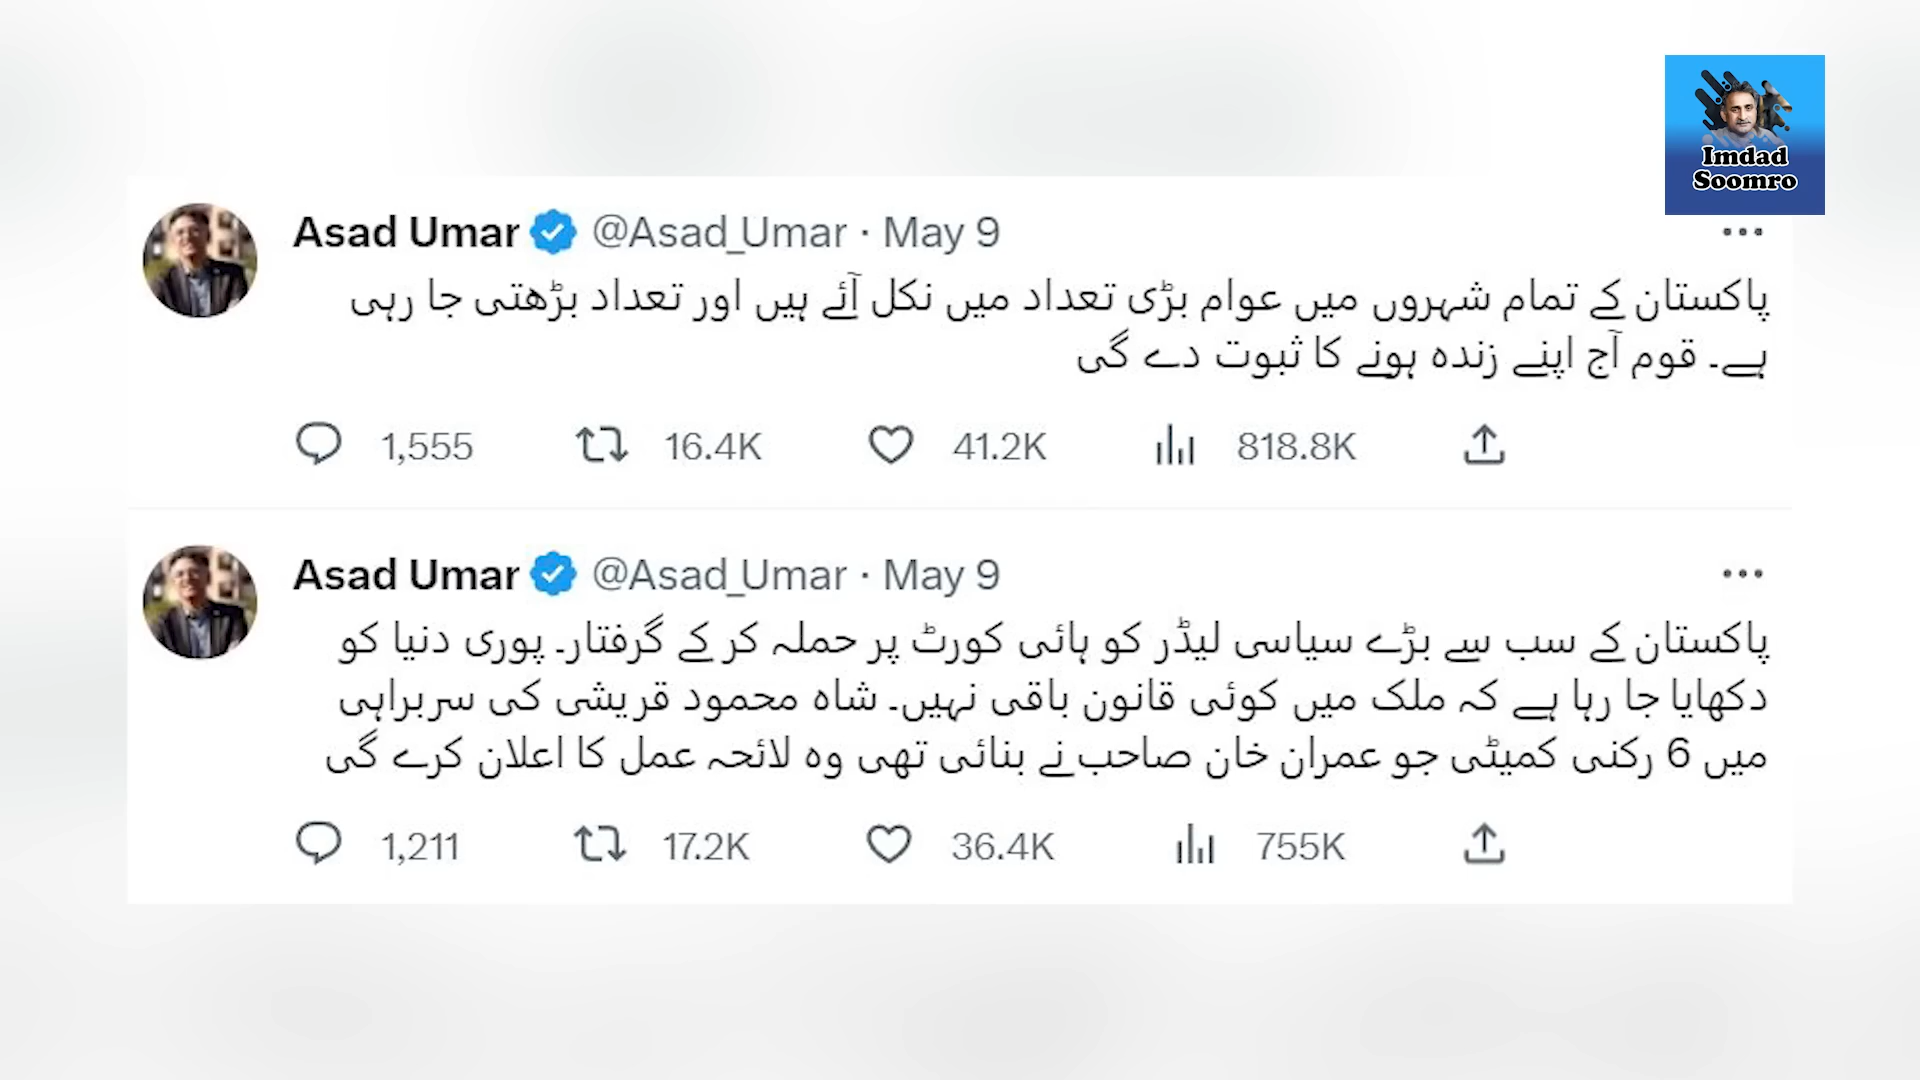 Imdad
Soomro
Asad Umar @Asad_Umar · May 9
پاکستان کے تمام شہروں میں عوام بڑی تعداد میں نکل آئے ہیں اور تعداد بڑھتی جا رہی
ہے۔ قوم آج اپنے زندہ ہونے کا ثبوت دے گی
1,555 16.4K 41.2K 818.8K
Asad Umar @Asad_Umar · May 9
پاکستان کے سب سے بڑے سیاسی لیڈر کو ہائی کورٹ پر حملہ کر کے گرفتار۔ پوری دنیا کو
دکھایا جا رہا ہے کہ ملک میں کوئی قانون باقی نہیں۔ شاہ محمود قریشی کی سربراہی
میں 6 رکنی کمیٹی جو عمران خان صاحب نے بنائی تھی وہ لائحہ عمل کا اعلان کرے گی
1,211 17.2K 36.4K 755K